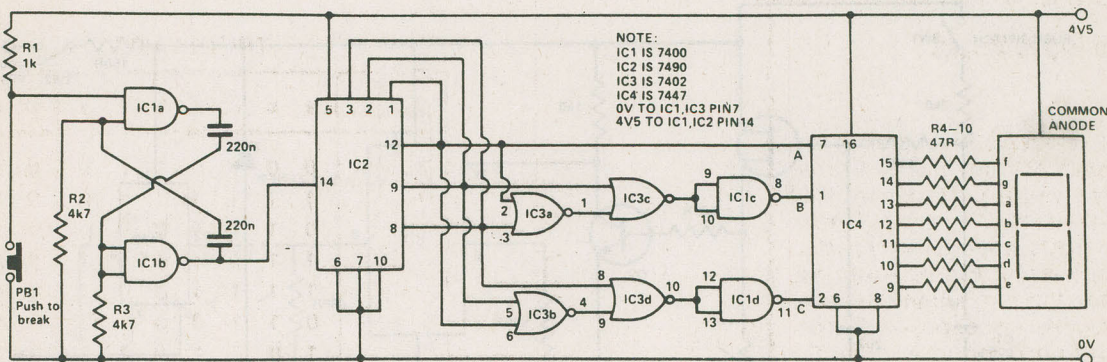 R1
1k
IC1a
220n
R2
4k7
220n
IC1b
PB1
Push to
break
R3
4k7
5
3
2
1
IC2
14
12
9
8
6
7
10
NOTE:
IC1 IS 7400
IC2 IS 7490
IC3 IS 7402
IC4 IS 7447
0V TO IC1,IC3 PIN7
4V5 TO IC1,IC2 PIN14
2
3
IC3a
1
IC3c
9
10
IC1c
8
B
A
5
6
IC3b
4
8
9
IC3d
10
12
13
IC1d
11
C
7
16
1
IC4
2
6
8
15
14
13
12
11
10
9
R4-10
47R
f
g
a
b
c
d
e
COMMON
ANODE
4V5
0V